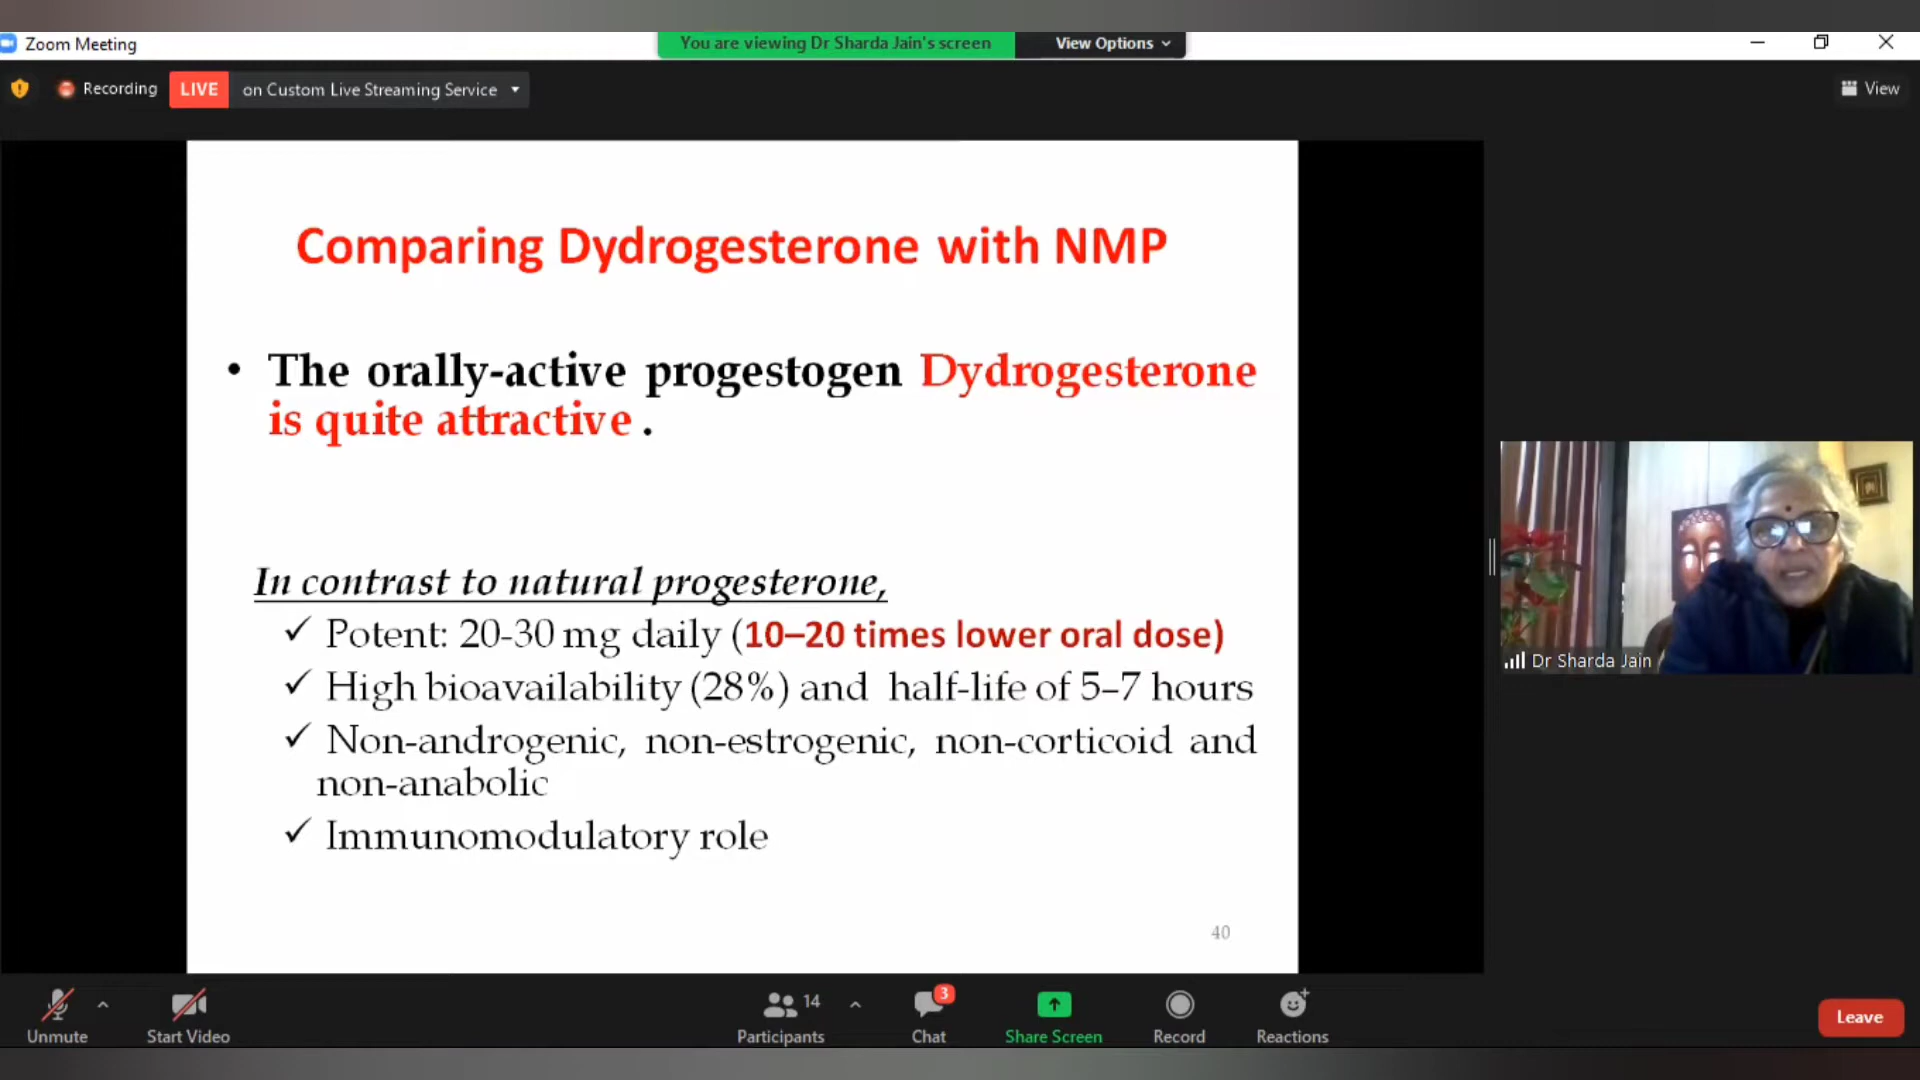 Zoom Meeting
You are viewing Dr Sharda Jain's screen
View Options
Recording
LIVE
on Custom Live Streaming Service
View
Comparing Dydrogesterone with NMP
• The orally-active progestogen Dydrogesterone
is quite attractive .
In contrast to natural progesterone,
✓ Potent: 20-30 mg daily (10–20 times lower oral dose)
✓ High bioavailability (28%) and half-life of 5–7 hours
✓ Non-androgenic, non-estrogenic, non-corticoid and
non-anabolic
✓ Immunomodulatory role
40
Dr Sharda Jain
Unmute
Start Video
14
Participants
3
Chat
Share Screen
Record
Reactions
Leave